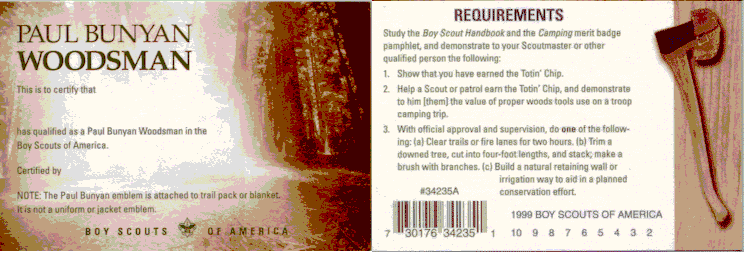 PAUL BUNYAN
WOODSMAN
This is to certify that
has qualified as a Paul Bunyan Woodsman in the
Boy Scouts of America.
Certified by
NOTE: The Paul Bunyan emblem is attached to trail pack or blanket.
It is not a uniform or jacket emblem.
BOY SCOUTS OF AMERICA
REQUIREMENTS
Study the Boy Scout Handbook and the Camping merit badge
pamphlet, and demonstrate to your Scoutmaster or other
qualified person the following:
1. Show that you have earned the Totin' Chip.
2. Help a Scout or patrol earn the Totin' Chip, and demonstrate
to him [them] the value of proper woods tools use on a troop
camping trip.
3. With official approval and supervision, do one of the follow-
ing: (a) Clear trails or fire lanes for two hours. (b) Trim a
downed tree, cut into four-foot lengths, and stack; make a
brush with branches. (c) Build a natural retaining wall or
irrigation way to aid in a planned
conservation effort.
#34235A
1999 BOY SCOUTS OF AMERICA
7 30176 34235 1
10 9 8 7 6 5 4 3 2